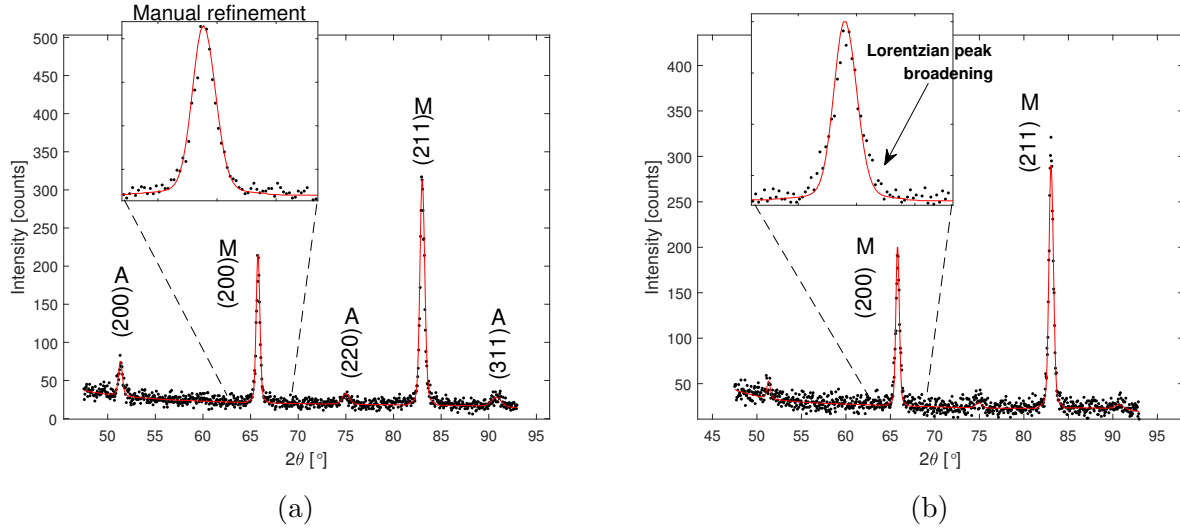 Manual refinement
500
450
400
350
300
250
200
150
100
50
0
Intensity [counts]
(200) A
(200) M
(220) A
(211) M
(311) A
50
55
60
65
70
75
80
85
90
95
2θ [°]
(a)
Lorentzian peak
broadening
400
350
300
250
200
150
100
50
Intensity [counts]
M
(200)
M
(211)
45
50
55
60
65
70
75
80
85
90
95
2θ [°]
(b)